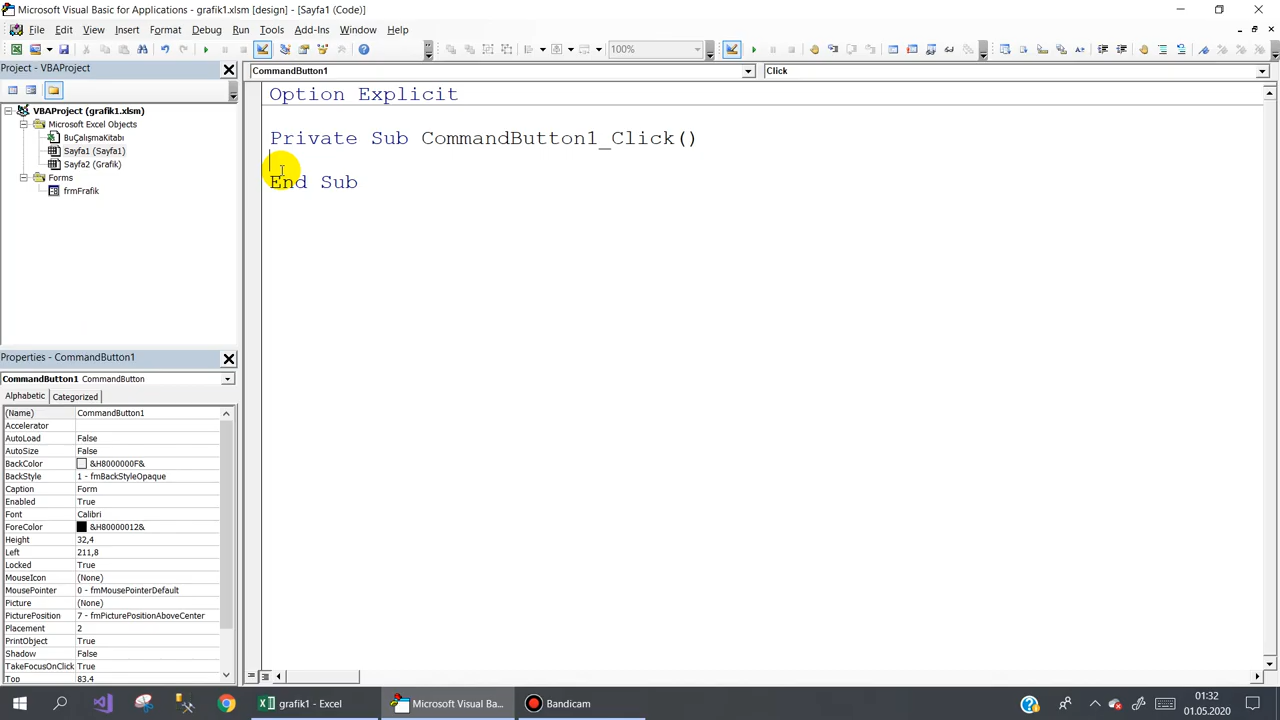 Microsoft Visual Basic for Applications - grafik1.xlsm [design] - [Sayfa1 (Code)]
File Edit View Insert Format Debug Run Tools Add-Ins Window Help
100%
Project - VBAProject
CommandButton1 Click
VBAProject (grafik1.xlsm)
Microsoft Excel Objects
BuÇalışmaKitabı
Sayfa1 (Sayfa1)
Sayfa2 (Grafik)
Forms
frmFrafik
Option Explicit
Private Sub CommandButton1_Click()
End Sub
Properties - CommandButton1
CommandButton1 CommandButton
Alphabetic Categorized
(Name) CommandButton1
Accelerator
AutoLoad False
AutoSize False
BackColor &H8000000F&
BackStyle 1 - fmBackStyleOpaque
Caption Form
Enabled True
Font Calibri
ForeColor &H80000012&
Height 32,4
Left 211,8
Locked True
MouseIcon (None)
MousePointer 0 - fmMousePointerDefault
Picture (None)
PicturePosition 7 - fmPicturePositionAboveCenter
Placement 2
PrintObject True
Shadow False
TakeFocusOnClick True
Top 83,4
grafik1 - Excel
Microsoft Visual Ba...
Bandicam
01:32
01.05.2020